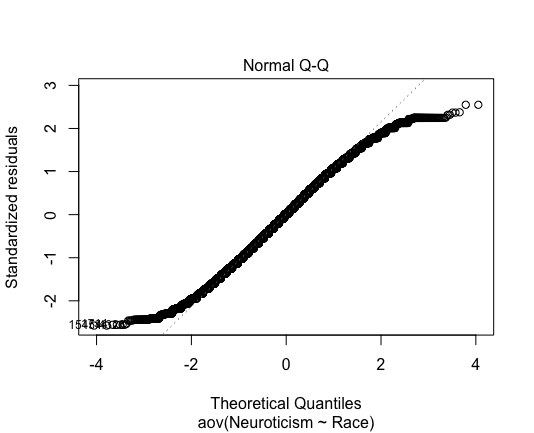 Normal Q-Q
Standardized residuals
3
2
1
0
-1
-2
-4
-2
0
2
4
Theoretical Quantiles
aov(Neuroticism ~ Race)